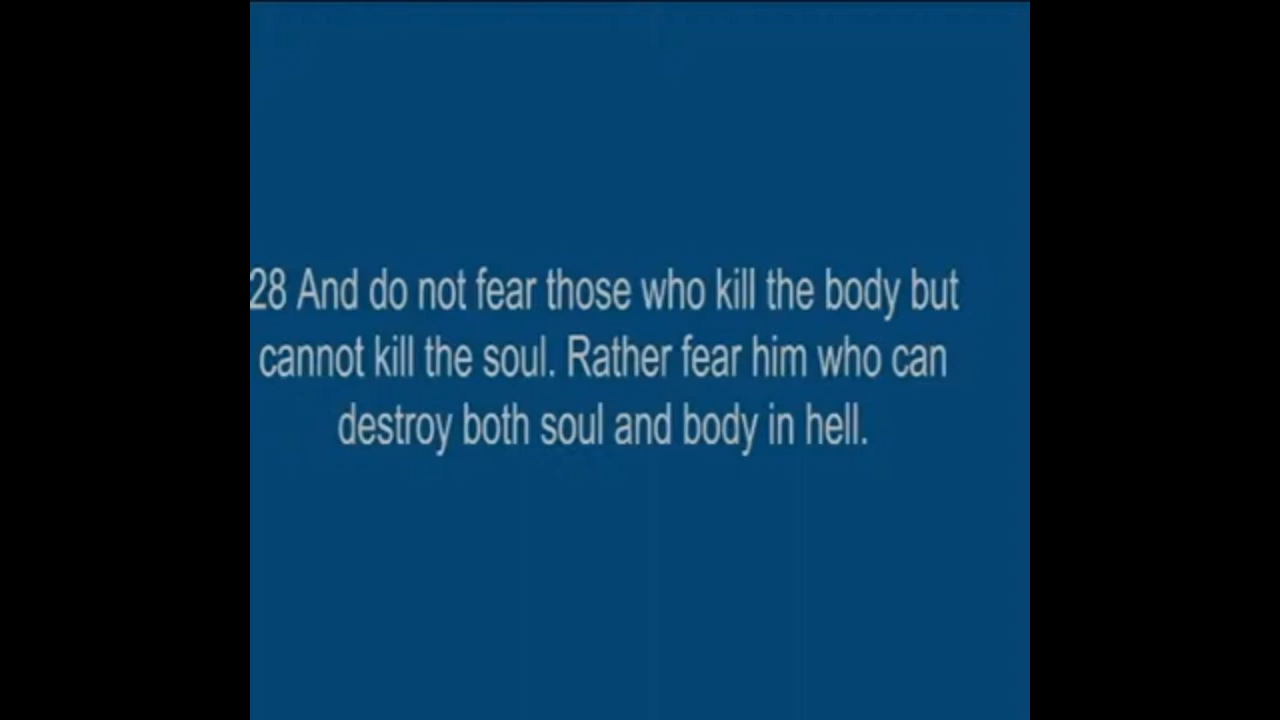 28 And do not fear those who kill the body but
cannot kill the soul. Rather fear him who can
destroy both soul and body in hell.